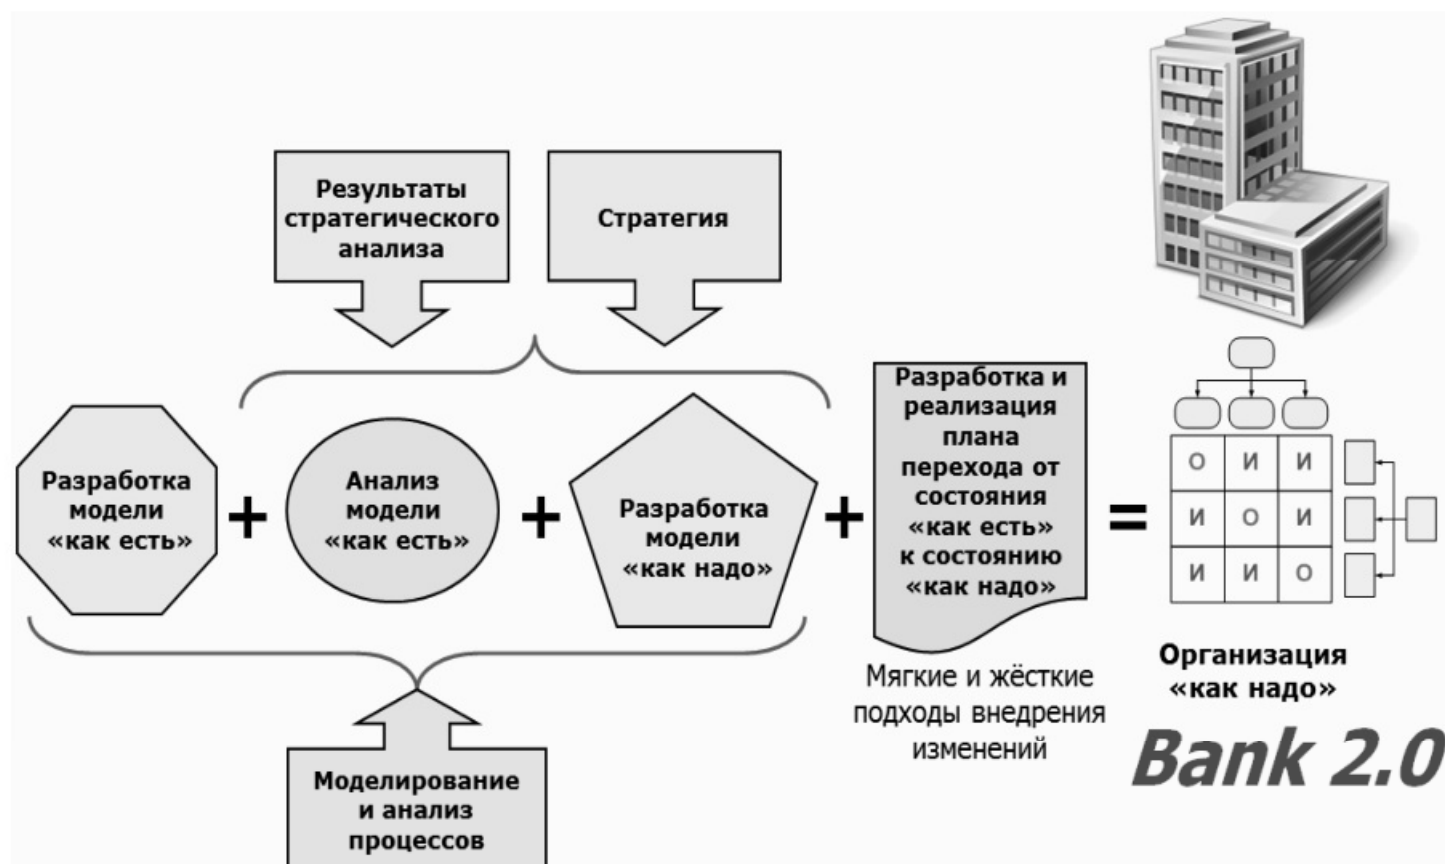 Результаты
стратегического
анализа
Стратегия
Разработка
модели
«как есть»
+
Анализ
модели
«как есть»
+
Разработка
модели
«как надо»
+
Разработка и
реализация
плана
перехода от
состояния
«как есть»
к состоянию
«как надо»
=
О И И
И О И
И И О
Мягкие и жёсткие
подходы внедрения
изменений
Организация
«как надо»
Bank 2.0
Моделирование
и анализ
процессов